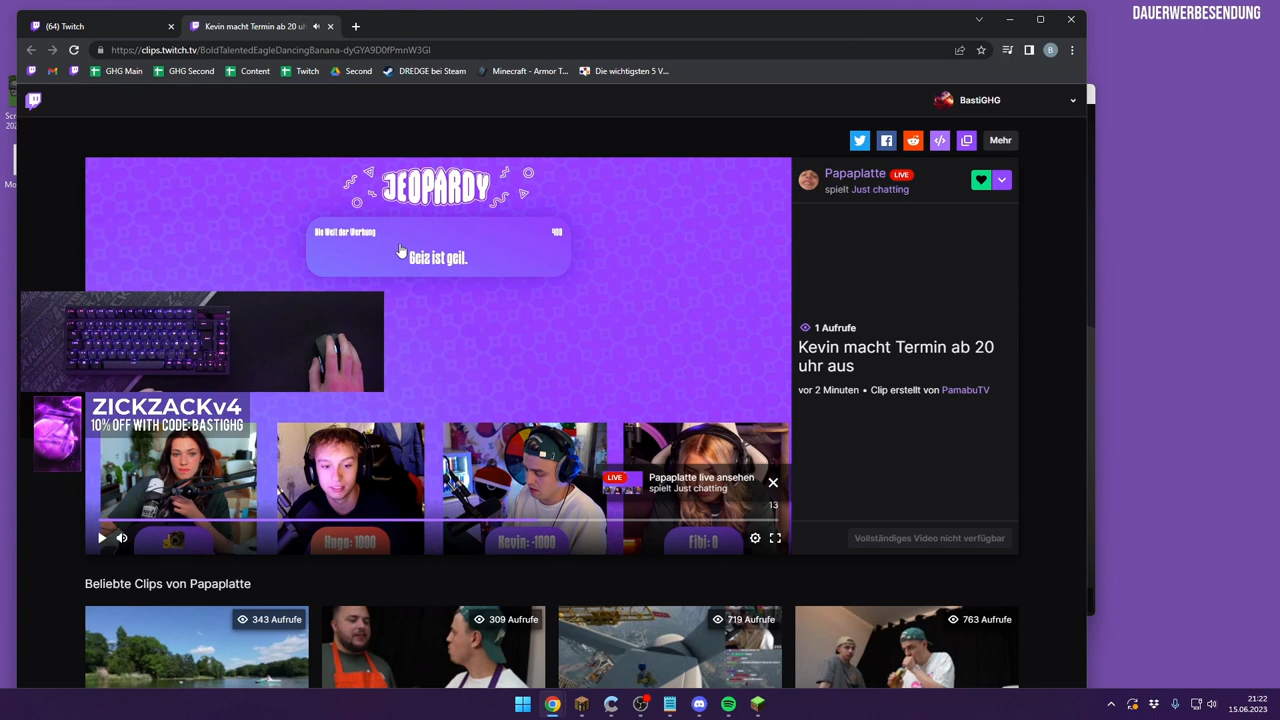 DAUERWERBESENDUNG
(64) Twitch
Kevin macht Termin ab 20 uh
https://clips.twitch.tv/BoldTalentedEagleDancingBanana-dyGYA9D0fPmnW3Gl
B
GHG Main
GHG Second
Content
Twitch
Second
DREDGE bei Steam
Minecraft - Armor T...
Die wichtigsten 5 V...
BastiGHG
Mehr
JEOPARDY
Die Welt der Werbung
400
Geiz ist geil.
Papaplatte LIVE
spielt Just chatting
1 Aufrufe
Kevin macht Termin ab 20
uhr aus
vor 2 Minuten • Clip erstellt von PamabuTV
ZICKZACKv4
10% OFF WITH CODE: BASTIGHG
LIVE
Papaplatte live ansehen
spielt Just chatting
13
Hugo: 1000
Kevin: -1000
Fibi: 0
Vollständiges Video nicht verfügbar
Beliebte Clips von Papaplatte
343 Aufrufe
309 Aufrufe
719 Aufrufe
763 Aufrufe
21:22
15.06.2023